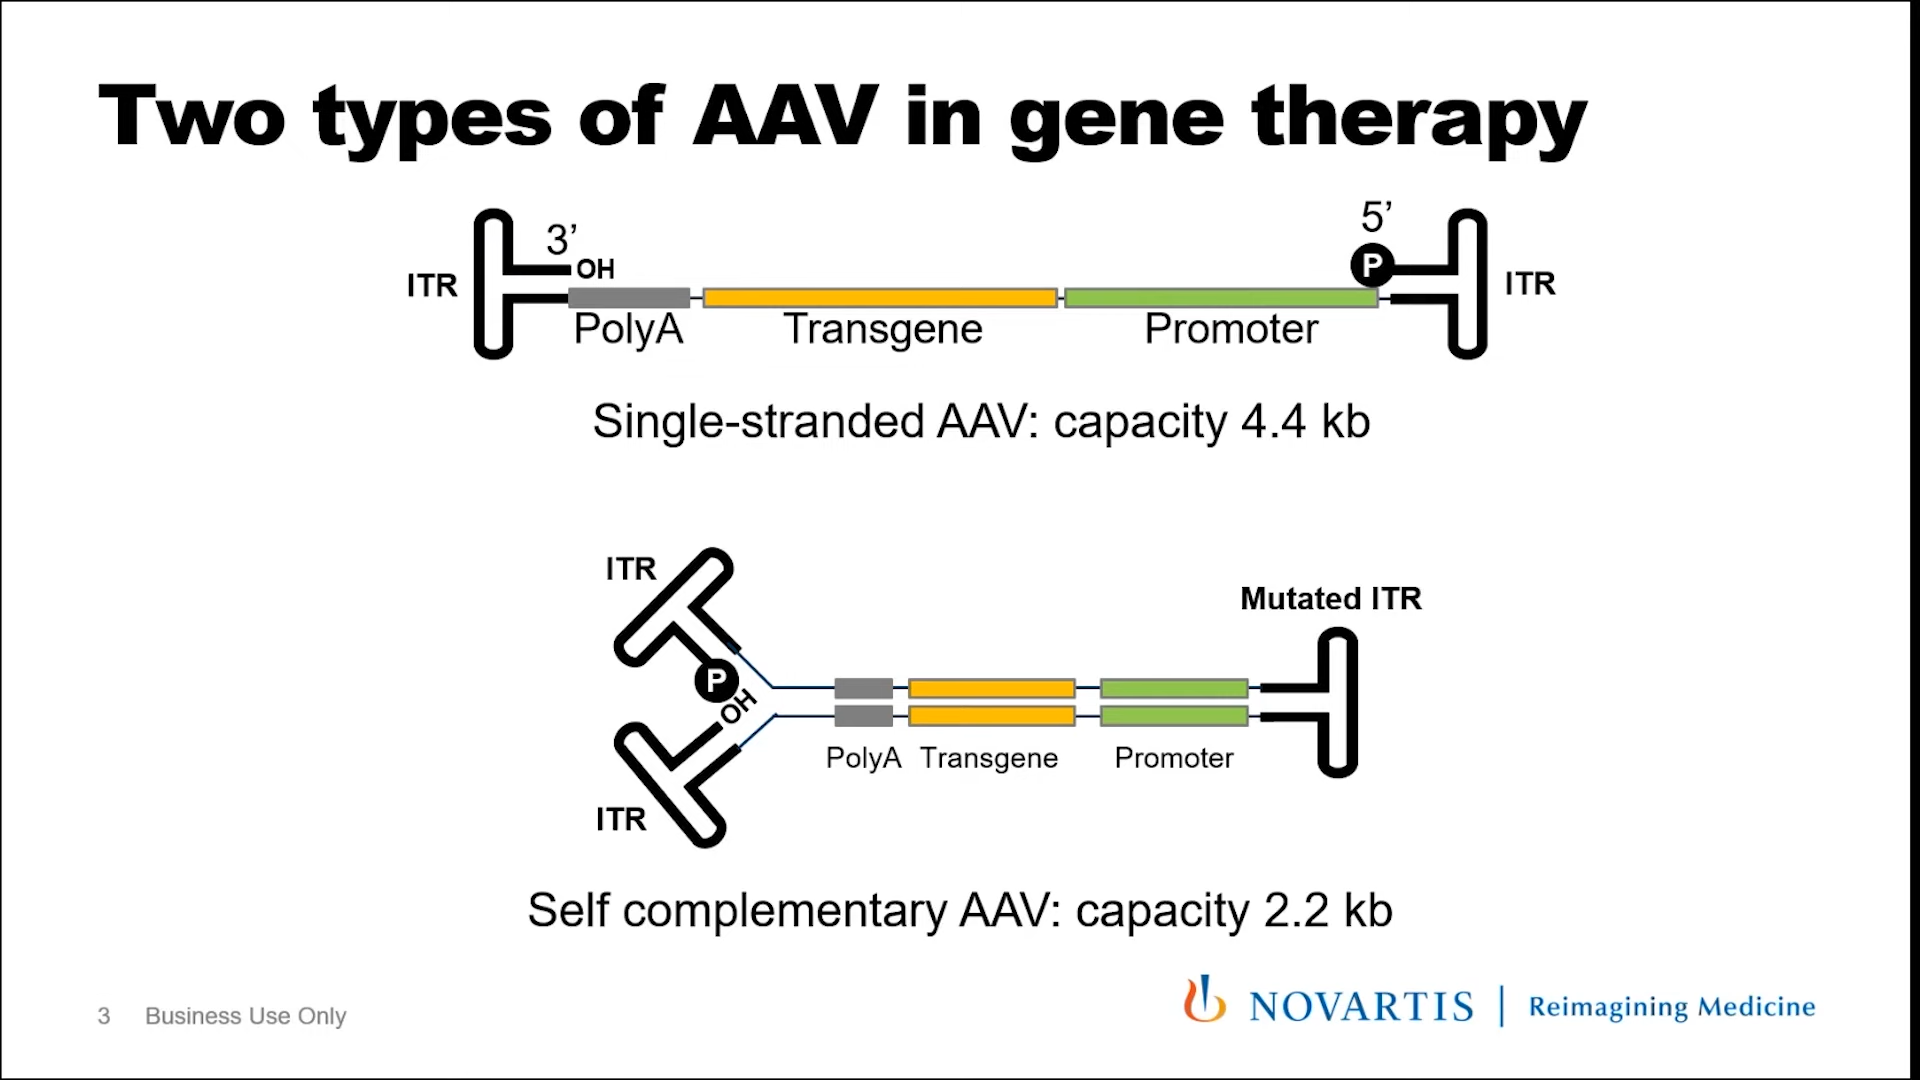 Two types of AAV in gene therapy
5’
3’
OH
P
ITR
ITR
PolyA
Transgene
Promoter
Single-stranded AAV: capacity 4.4 kb
ITR
Mutated ITR
P
OH
PolyA
Transgene
Promoter
ITR
Self complementary AAV: capacity 2.2 kb
3 Business Use Only
NOVARTIS | Reimagining Medicine